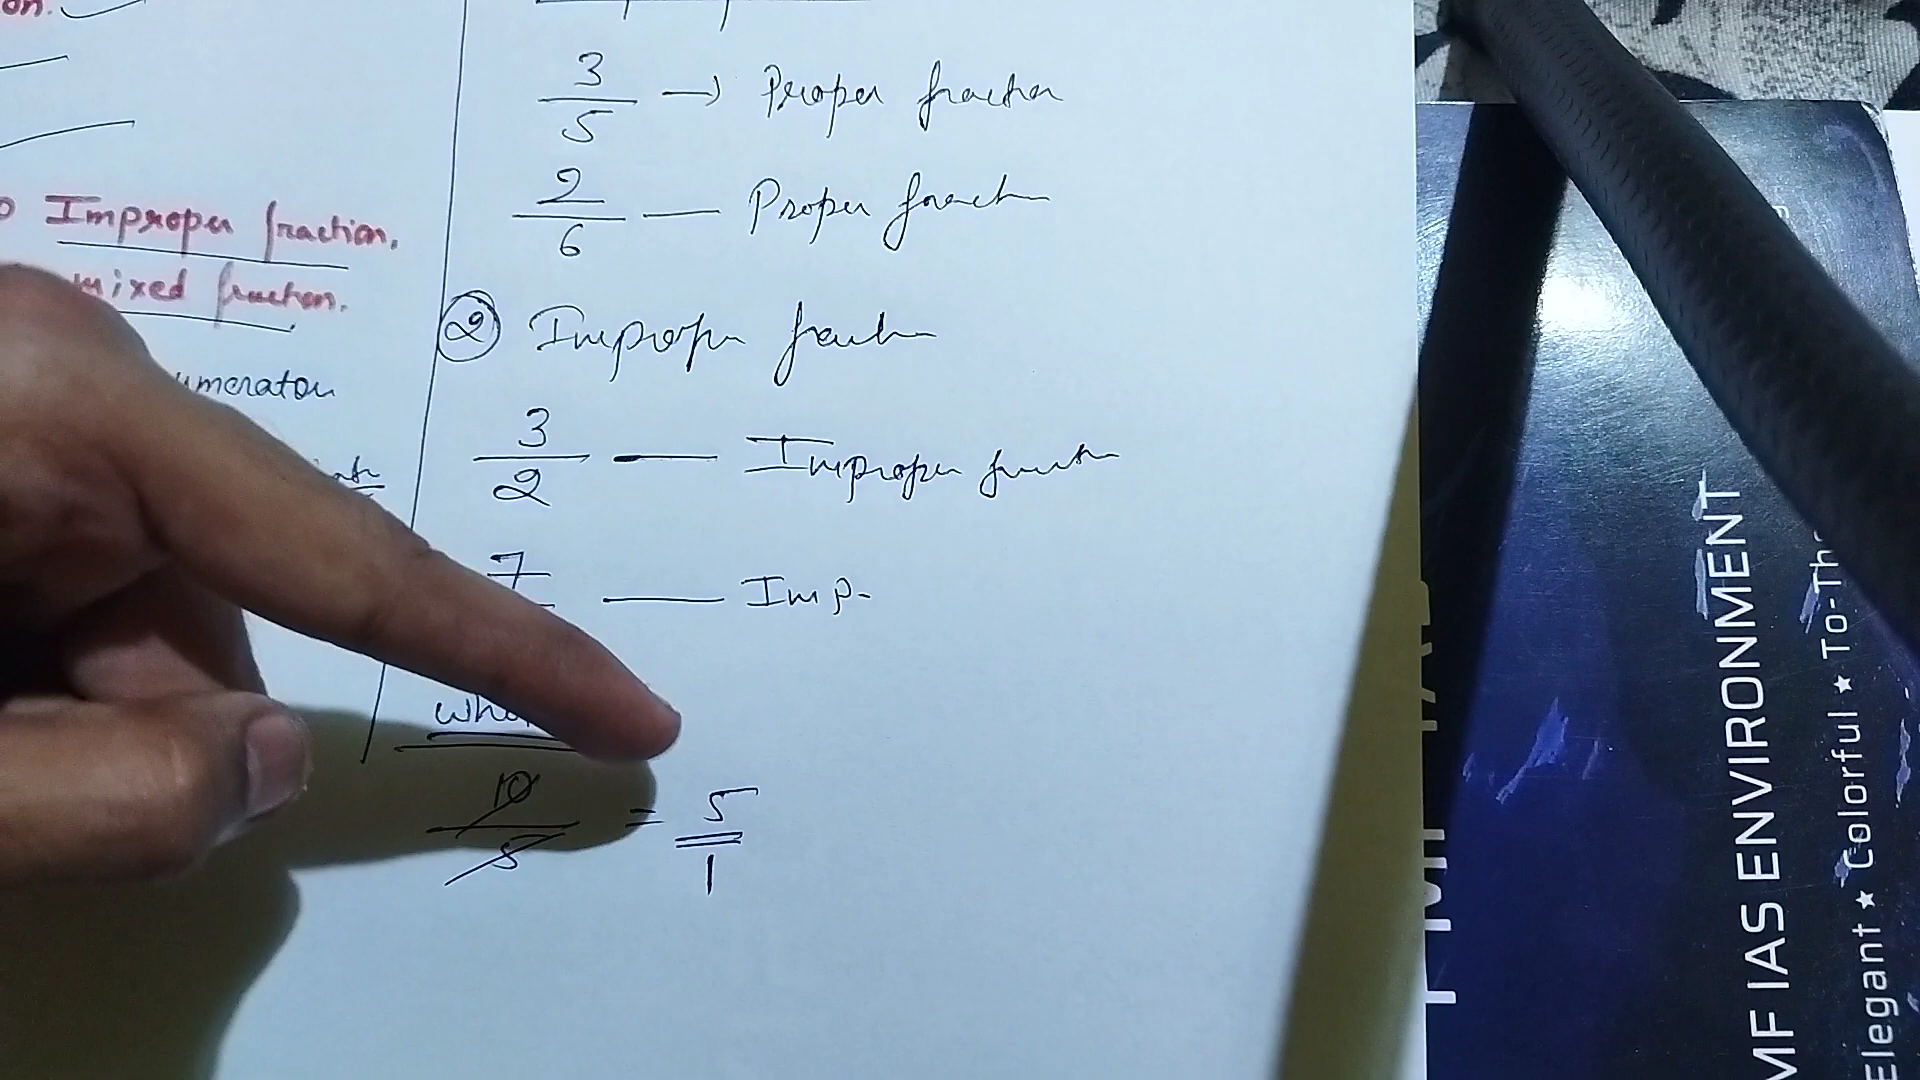 on.
Improper fraction.
mixed fraction.
umerator
3/5 → Proper fraction
2/6 — Proper fraction
② Improper fraction
3/2 — Improper fraction
7 — Imp-
10/5 = 5/1
MF IAS ENVIRONMENT
Elegant ★ Colorful ★ To-The